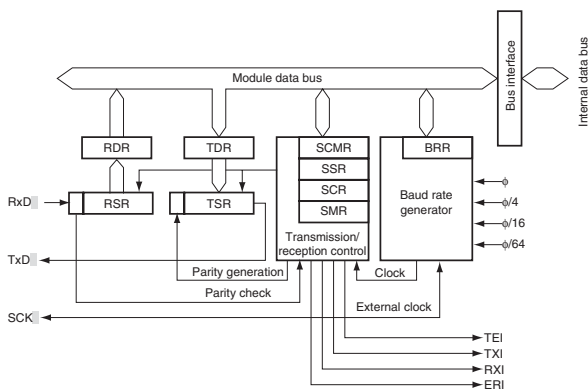 Module data bus
Bus interface
Internal data bus
RDR
TDR
SCMR
BRR
SSR
SCR
SMR
RxD
RSR
TSR
Baud rate
generator
ϕ
ϕ/4
ϕ/16
ϕ/64
Transmission/
reception control
TxD
Parity generation
Clock
Parity check
SCK
External clock
TEI
TXI
RXI
ERI